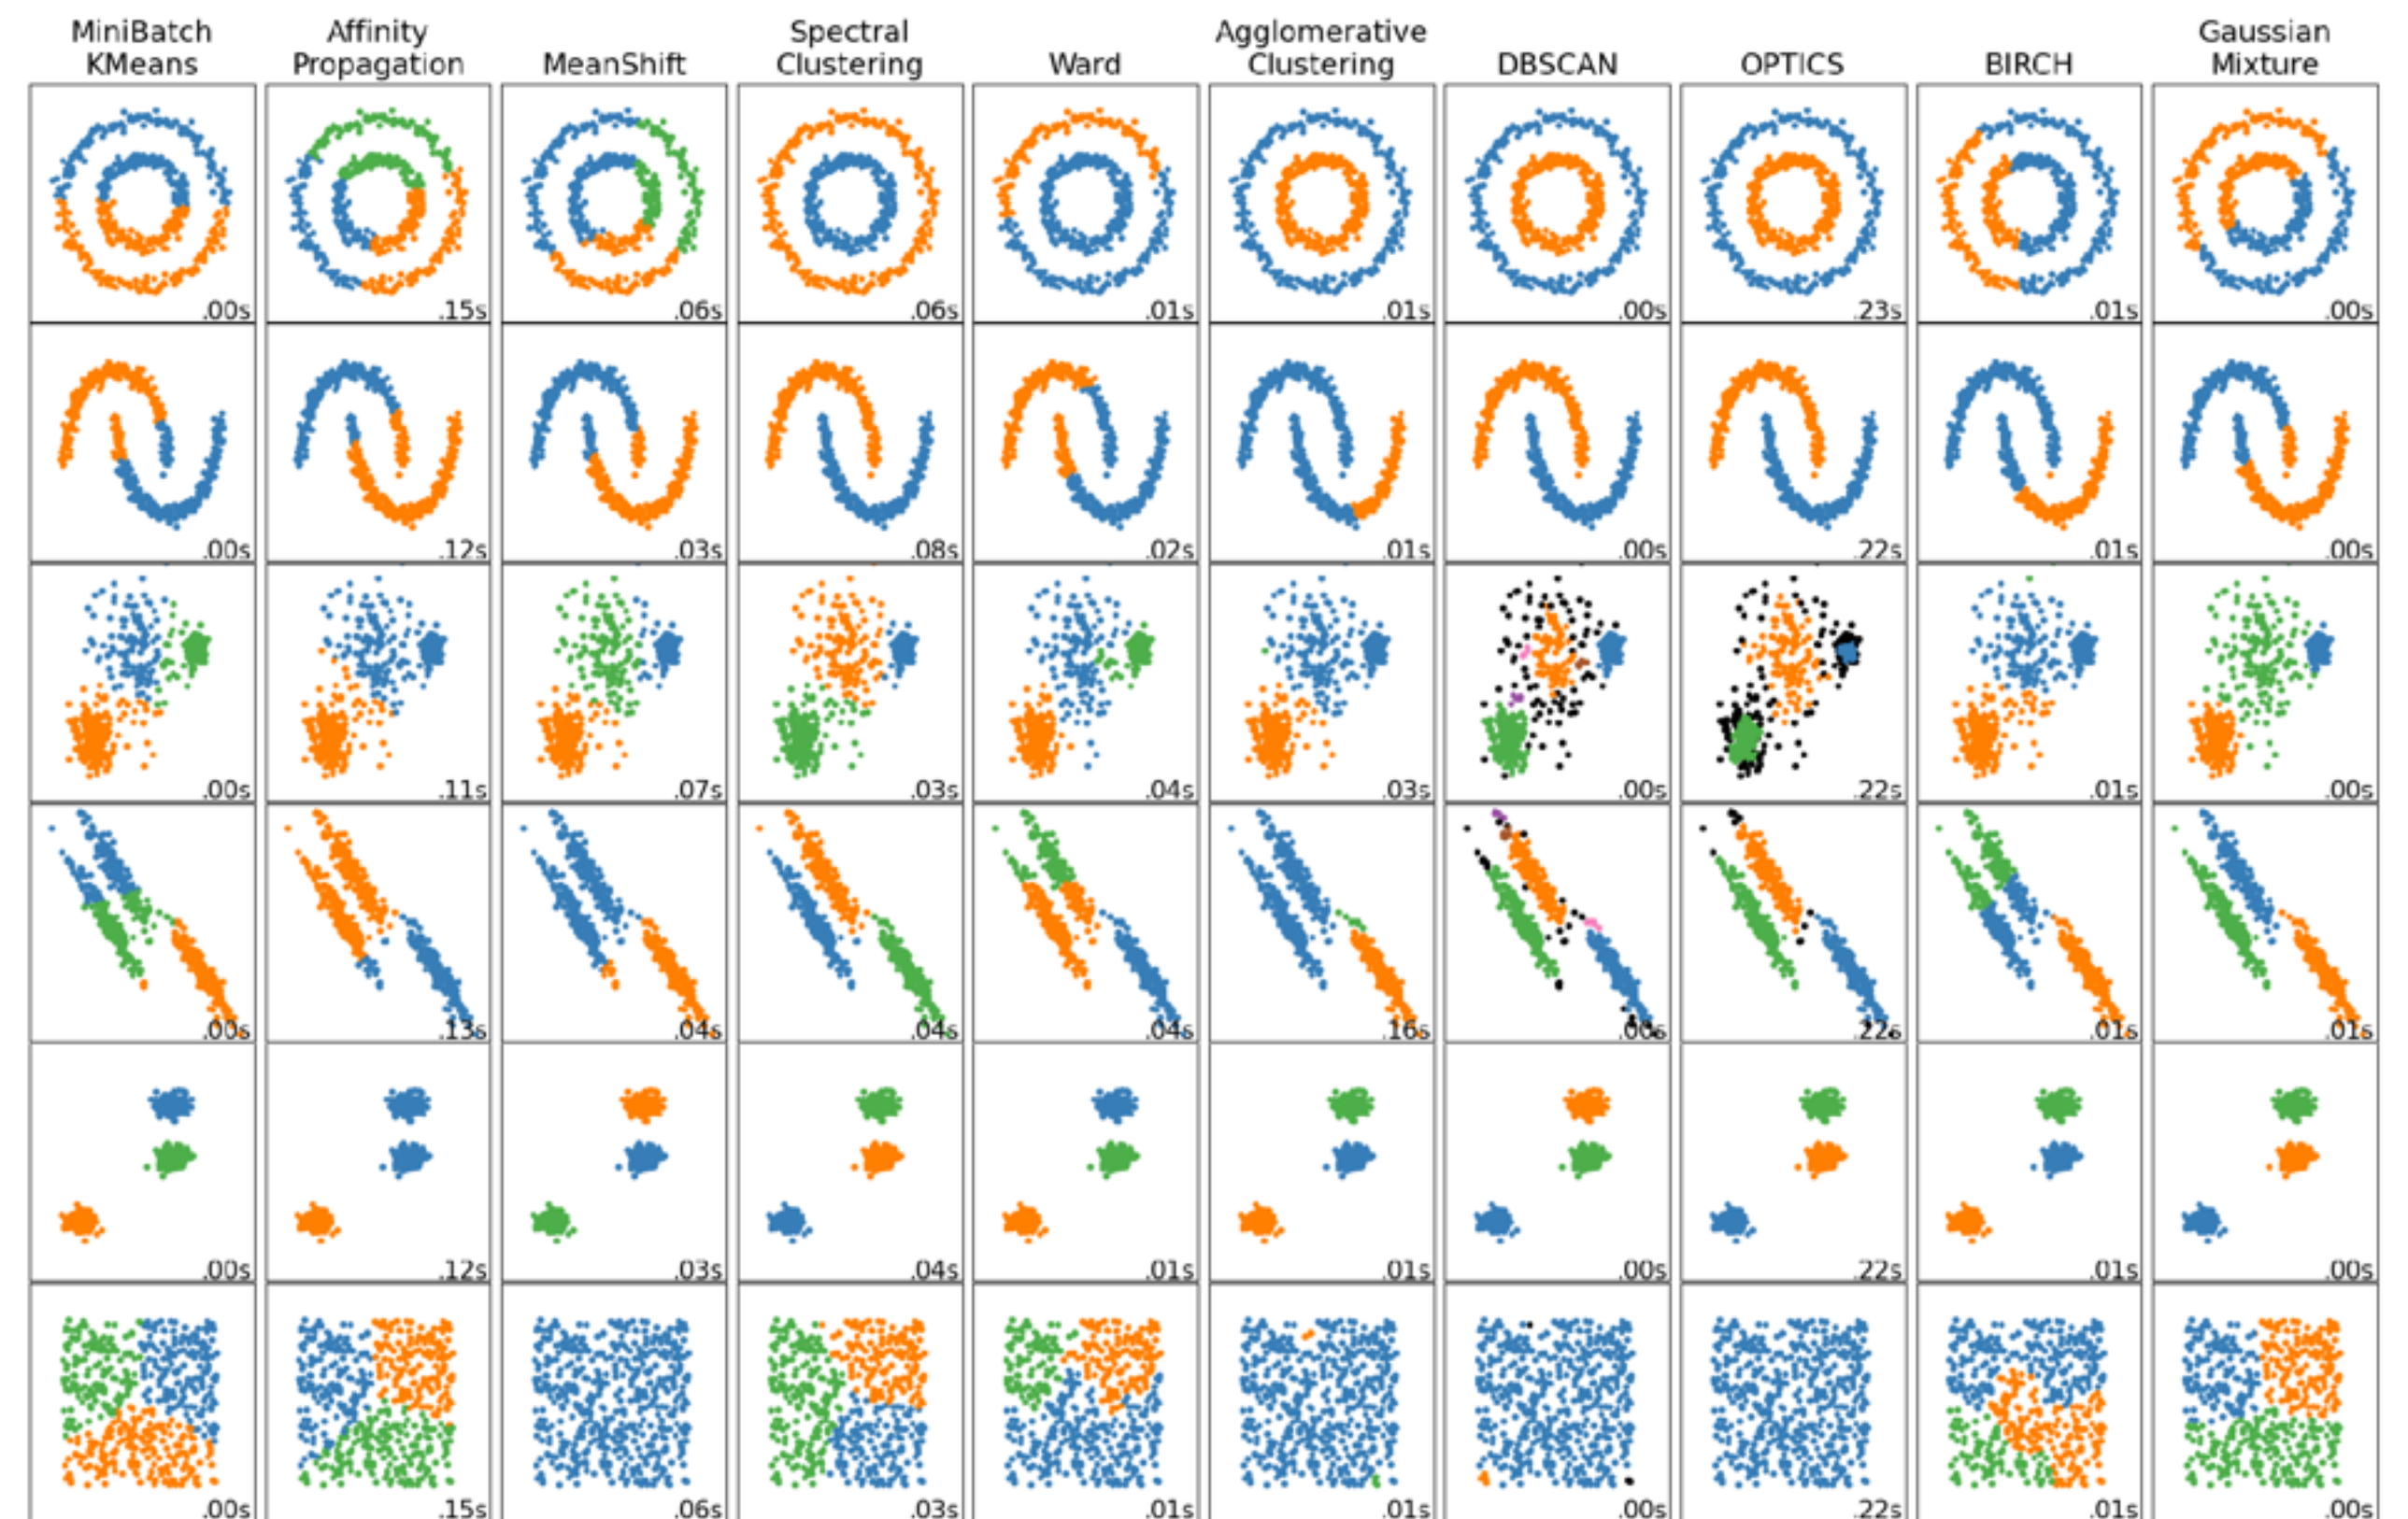 MiniBatch
KMeans
Affinity
Propagation
MeanShift
Spectral
Clustering
Ward
Agglomerative
Clustering
DBSCAN
OPTICS
BIRCH
Gaussian
Mixture
.00s .15s .06s .06s .01s .01s .00s .23s .01s .00s
.00s .12s .03s .08s .02s .01s .00s .22s .01s .00s
.00s .11s .07s .03s .04s .03s .00s .22s .01s .00s
.00s .13s .04s .04s .04s .16s .00s .22s .01s .01s
.00s .12s .03s .04s .01s .01s .00s .22s .01s .00s
.00s .15s .06s .03s .01s .01s .00s .22s .01s .00s